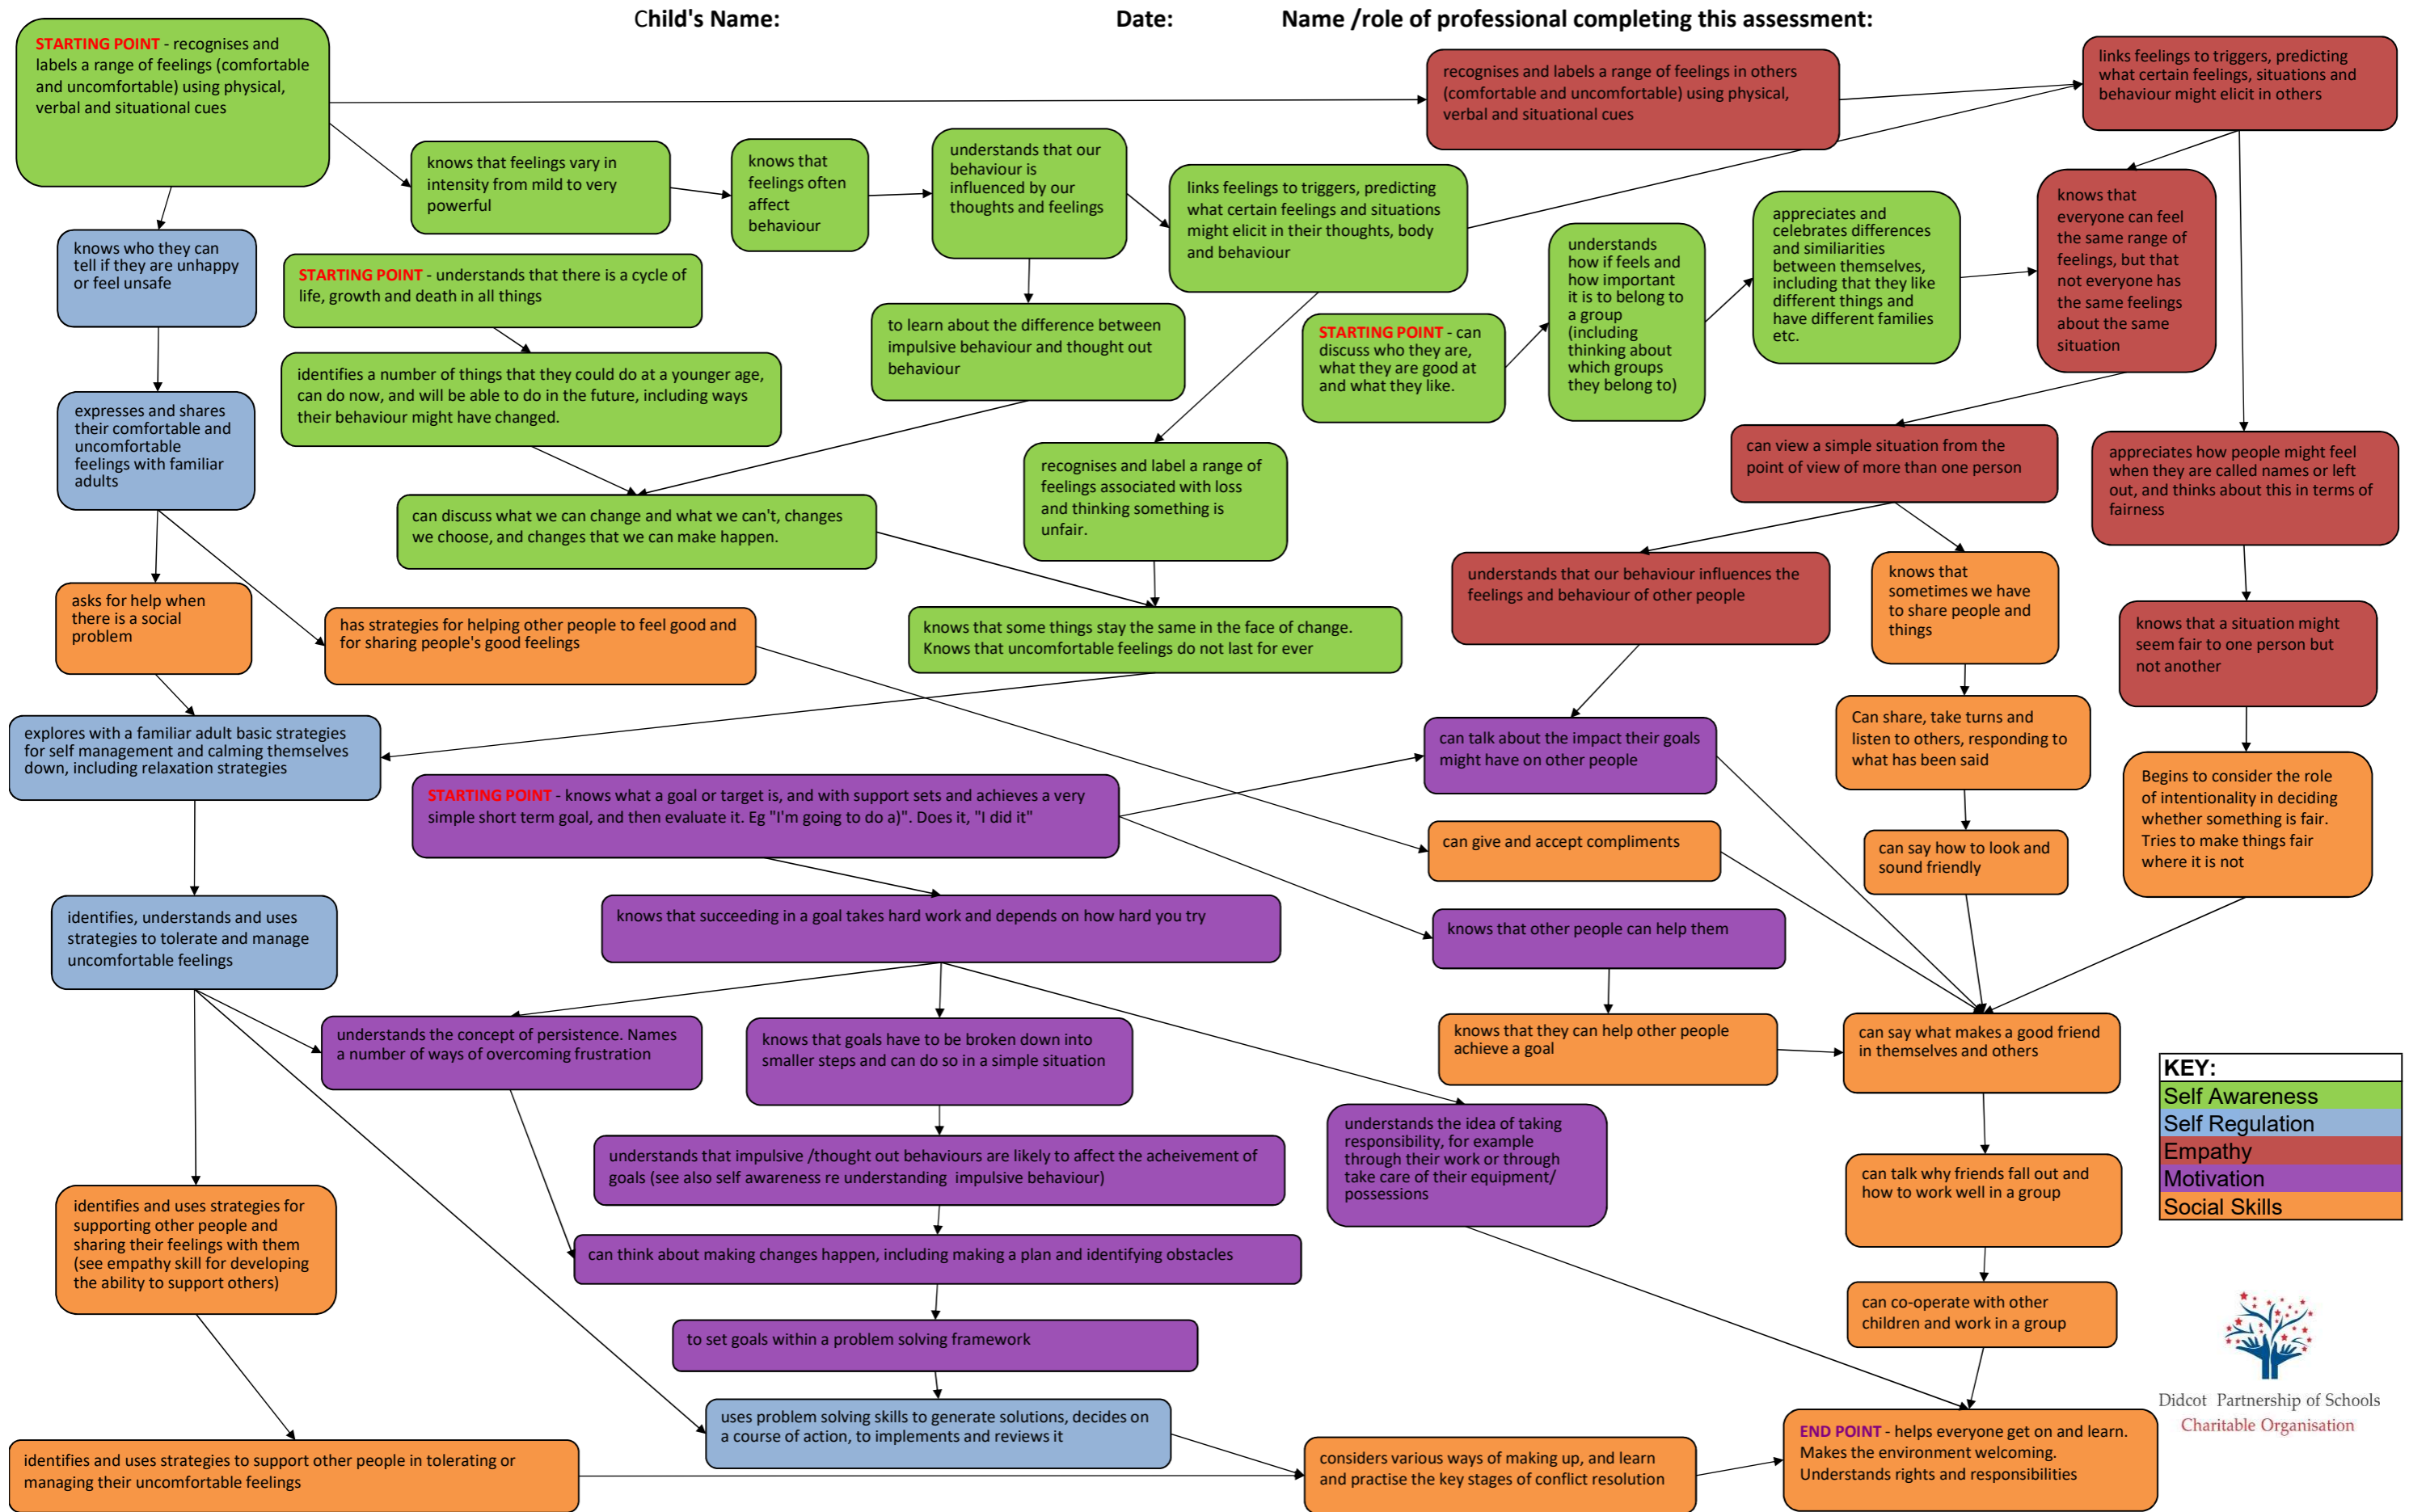 Child's Name: Date: Name /role of professional completing this assessment:
STARTING POINT - recognises and
labels a range of feelings (comfortable
and uncomfortable) using physical,
verbal and situational cues
recognises and labels a range of feelings in others
(comfortable and uncomfortable) using physical,
verbal and situational cues
links feelings to triggers, predicting
what certain feelings, situations and
behaviour might elicit in others
knows that feelings vary in
intensity from mild to very
powerful
knows that
feelings often
affect
behaviour
understands that our
behaviour is
influenced by our
thoughts and feelings
links feelings to triggers, predicting
what certain feelings and situations
might elicit in their thoughts, body
and behaviour
understands
how if feels and
how important
it is to belong to
a group
(including
thinking about
which groups
they belong to)
appreciates and
celebrates differences
and similiarities
between themselves,
including that they like
different things and
have different families
etc.
knows that
everyone can feel
the same range of
feelings, but that
not everyone has
the same feelings
about the same
situation
knows who they can
tell if they are unhappy
or feel unsafe
STARTING POINT - understands that there is a cycle of
life, growth and death in all things
to learn about the difference between
impulsive behaviour and thought out
behaviour
STARTING POINT - can
discuss who they are,
what they are good at
and what they like.
identifies a number of things that they could do at a younger age,
can do now, and will be able to do in the future, including ways
their behaviour might have changed.
expresses and shares
their comfortable and
uncomfortable
feelings with familiar
adults
recognises and label a range of
feelings associated with loss
and thinking something is
unfair.
can view a simple situation from the
point of view of more than one person
appreciates how people might feel
when they are called names or left
out, and thinks about this in terms of
fairness
can discuss what we can change and what we can't, changes
we choose, and changes that we can make happen.
understands that our behaviour influences the
feelings and behaviour of other people
knows that
sometimes we have
to share people and
things
asks for help when
there is a social
problem
has strategies for helping other people to feel good and
for sharing people's good feelings
knows that some things stay the same in the face of change.
Knows that uncomfortable feelings do not last for ever
knows that a situation might
seem fair to one person but
not another
explores with a familiar adult basic strategies
for self management and calming themselves
down, including relaxation strategies
can talk about the impact their goals
might have on other people
Can share, take turns and
listen to others, responding to
what has been said
Begins to consider the role
of intentionality in deciding
whether something is fair.
Tries to make things fair
where it is not
STARTING POINT - knows what a goal or target is, and with support sets and achieves a very
simple short term goal, and then evaluate it. Eg "I'm going to do a)". Does it, "I did it"
can give and accept compliments
can say how to look and
sound friendly
identifies, understands and uses
strategies to tolerate and manage
uncomfortable feelings
knows that succeeding in a goal takes hard work and depends on how hard you try
knows that other people can help them
understands the concept of persistence. Names
a number of ways of overcoming frustration
knows that goals have to be broken down into
smaller steps and can do so in a simple situation
knows that they can help other people
achieve a goal
can say what makes a good friend
in themselves and others
KEY:
Self Awareness
Self Regulation
Empathy
Motivation
Social Skills
understands the idea of taking
responsibility, for example
through their work or through
take care of their equipment/
possessions
understands that impulsive /thought out behaviours are likely to affect the acheivement of
goals (see also self awareness re understanding impulsive behaviour)
can talk why friends fall out and
how to work well in a group
identifies and uses strategies for
supporting other people and
sharing their feelings with them
(see empathy skill for developing
the ability to support others)
can think about making changes happen, including making a plan and identifying obstacles
can co-operate with other
children and work in a group
to set goals within a problem solving framework
Didcot Partnership of Schools
Charitable Organisation
uses problem solving skills to generate solutions, decides on
a course of action, to implements and reviews it
identifies and uses strategies to support other people in tolerating or
managing their uncomfortable feelings
considers various ways of making up, and learn
and practise the key stages of conflict resolution
END POINT - helps everyone get on and learn.
Makes the environment welcoming.
Understands rights and responsibilities